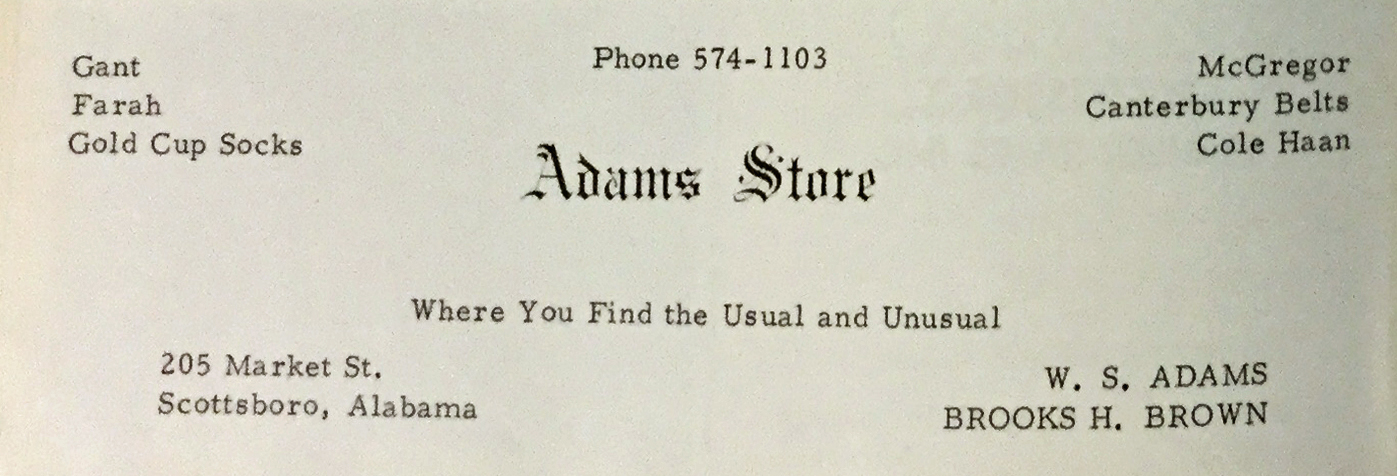 Gant
Farah
Gold Cup Socks
Phone 574-1103
McGregor
Canterbury Belts
Cole Haan
Adams Store
Where You Find the Usual and Unusual
205 Market St.
Scottsboro, Alabama
W. S. ADAMS
BROOKS H. BROWN